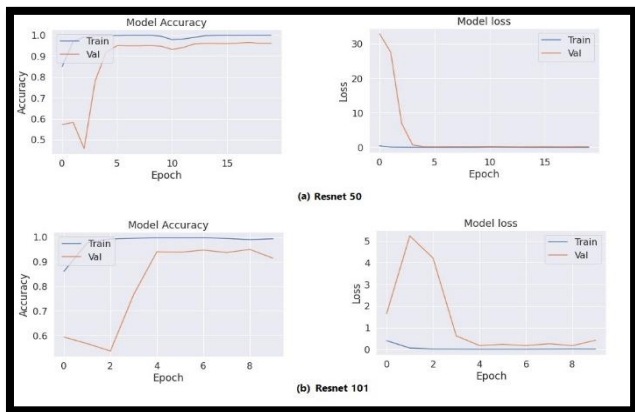 Model Accuracy
1.0
0.9
0.8
0.7
0.6
0.5
Accuracy
Train
Val
0 5 10 15
Epoch
Model loss
30
20
10
0
Loss
Train
Val
0 5 10 15
Epoch
(a) Resnet 50
Model Accuracy
1.0
0.9
0.8
0.7
0.6
Accuracy
Train
Val
0 2 4 6 8
Epoch
Model loss
5
4
3
2
1
0
Loss
Train
Val
0 2 4 6 8
Epoch
(b) Resnet 101